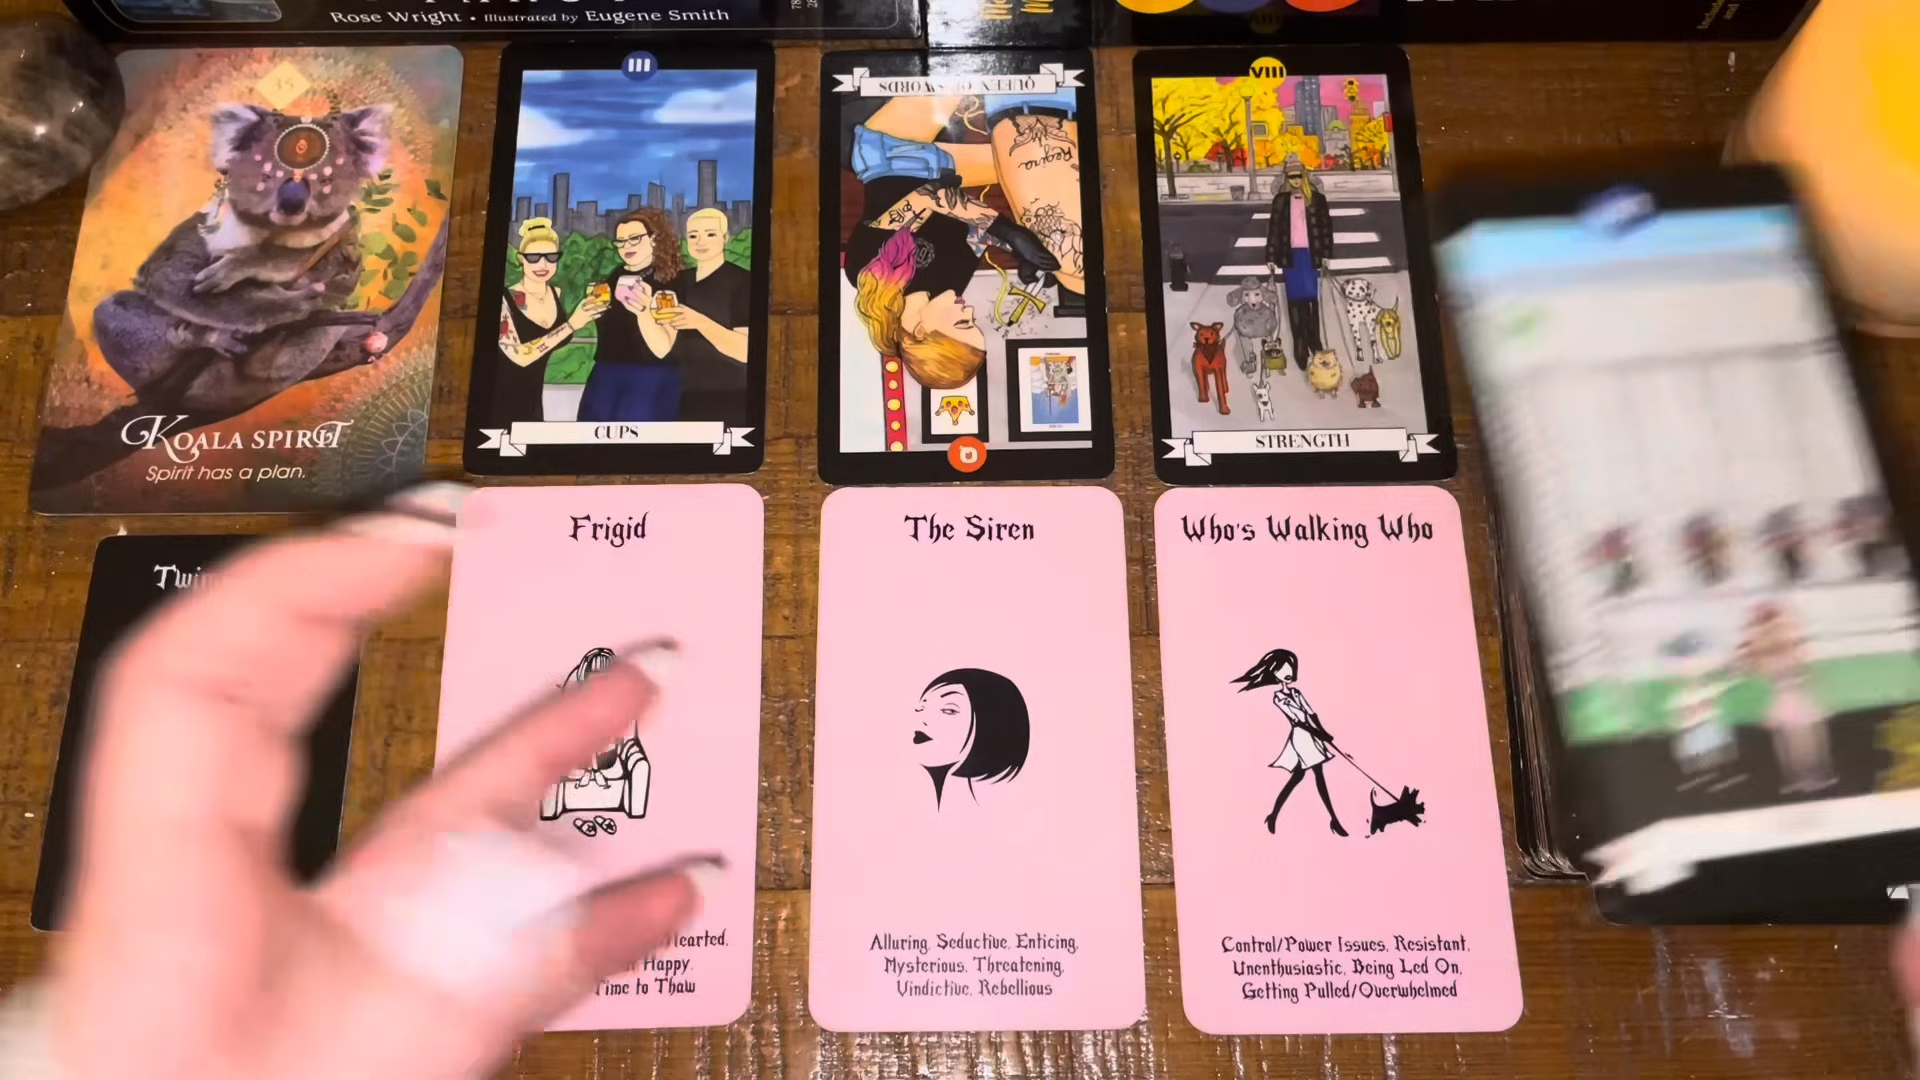 Rose Wright • Illustrated by Eugene Smith
45
KOALA SPIRIT
Spirit has a plan.
III
CUPS
QUEEN OF SWORDS
Regina
VIII
STRENGTH
Frigid
Hearted,
Happy,
Time to Thaw
The Siren
Alluring, Seductive, Enticing,
Mysterious, Threatening,
Vindictive, Rebellious
Who's Walking Who
Control/Power Issues, Resistant,
Unenthusiastic, Being Led On,
Getting Pulled/Overwhelmed